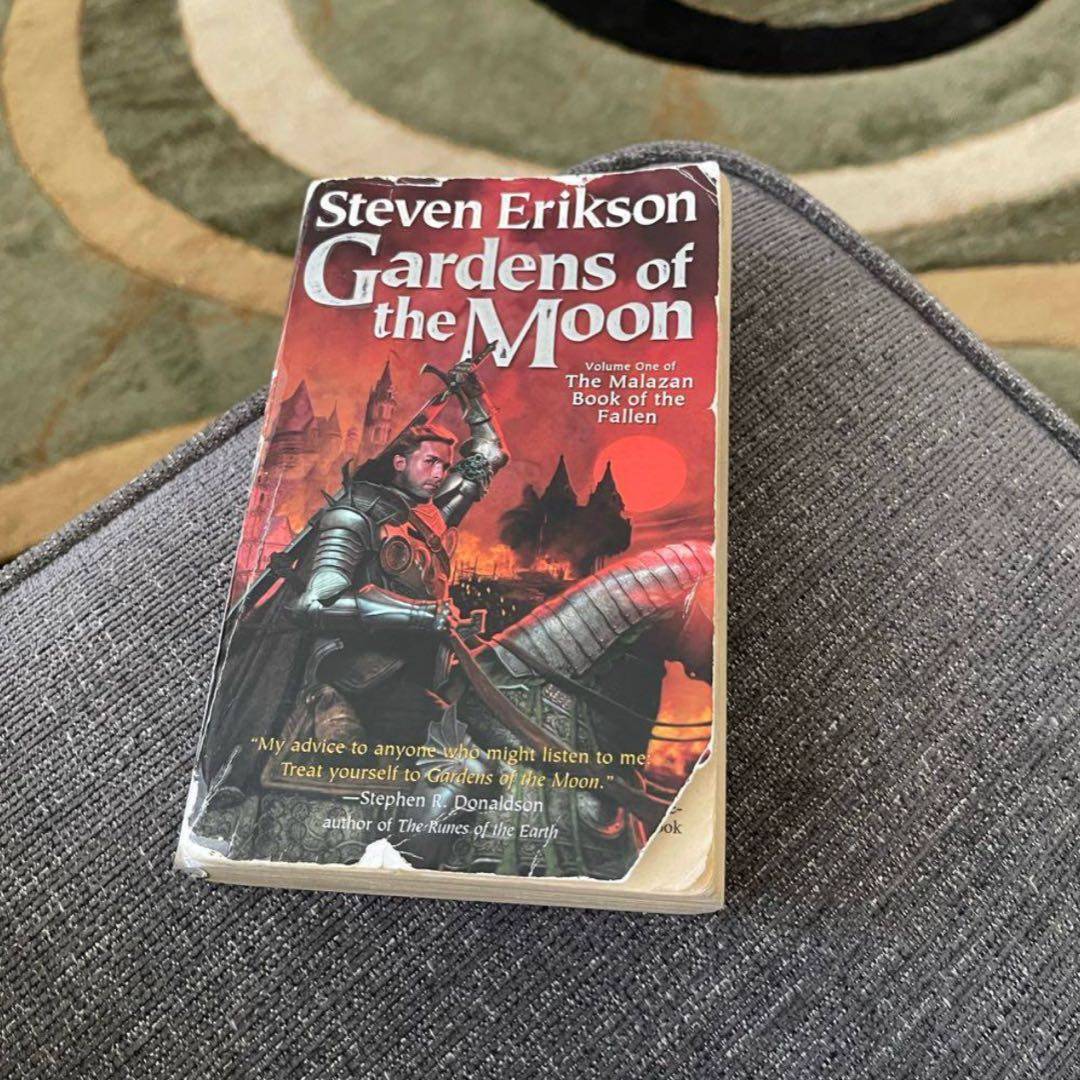 Steven Erikson
Gardens of
the Moon
Volume One of
The Malazan
Book of the
Fallen
"My advice to anyone who might listen to me:
Treat yourself to Gardens of the Moon."
—Stephen R. Donaldson
author of The Runes of the Earth